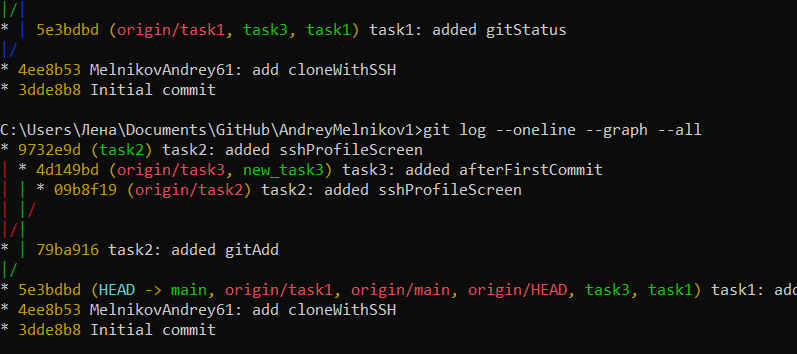 |/|
* | 5e3bdbd (origin/task1, task3, task1) task1: added gitStatus
|/
* 4ee8b53 MelnikovAndrey61: add cloneWithSSH
* 3dde8b8 Initial commit
C:\Users\Лена\Documents\GitHub\AndreyMelnikov1>git log --oneline --graph --all
* 9732e9d (task2) task2: added sshProfileScreen
| * 4d149bd (origin/task3, new_task3) task3: added afterFirstCommit
| | * 09b8f19 (origin/task2) task2: added sshProfileScreen
| |/
|/|
* | 79ba916 task2: added gitAdd
|/
* 5e3bdbd (HEAD -> main, origin/task1, origin/main, origin/HEAD, task3, task1) task1: add
* 4ee8b53 MelnikovAndrey61: add cloneWithSSH
* 3dde8b8 Initial commit